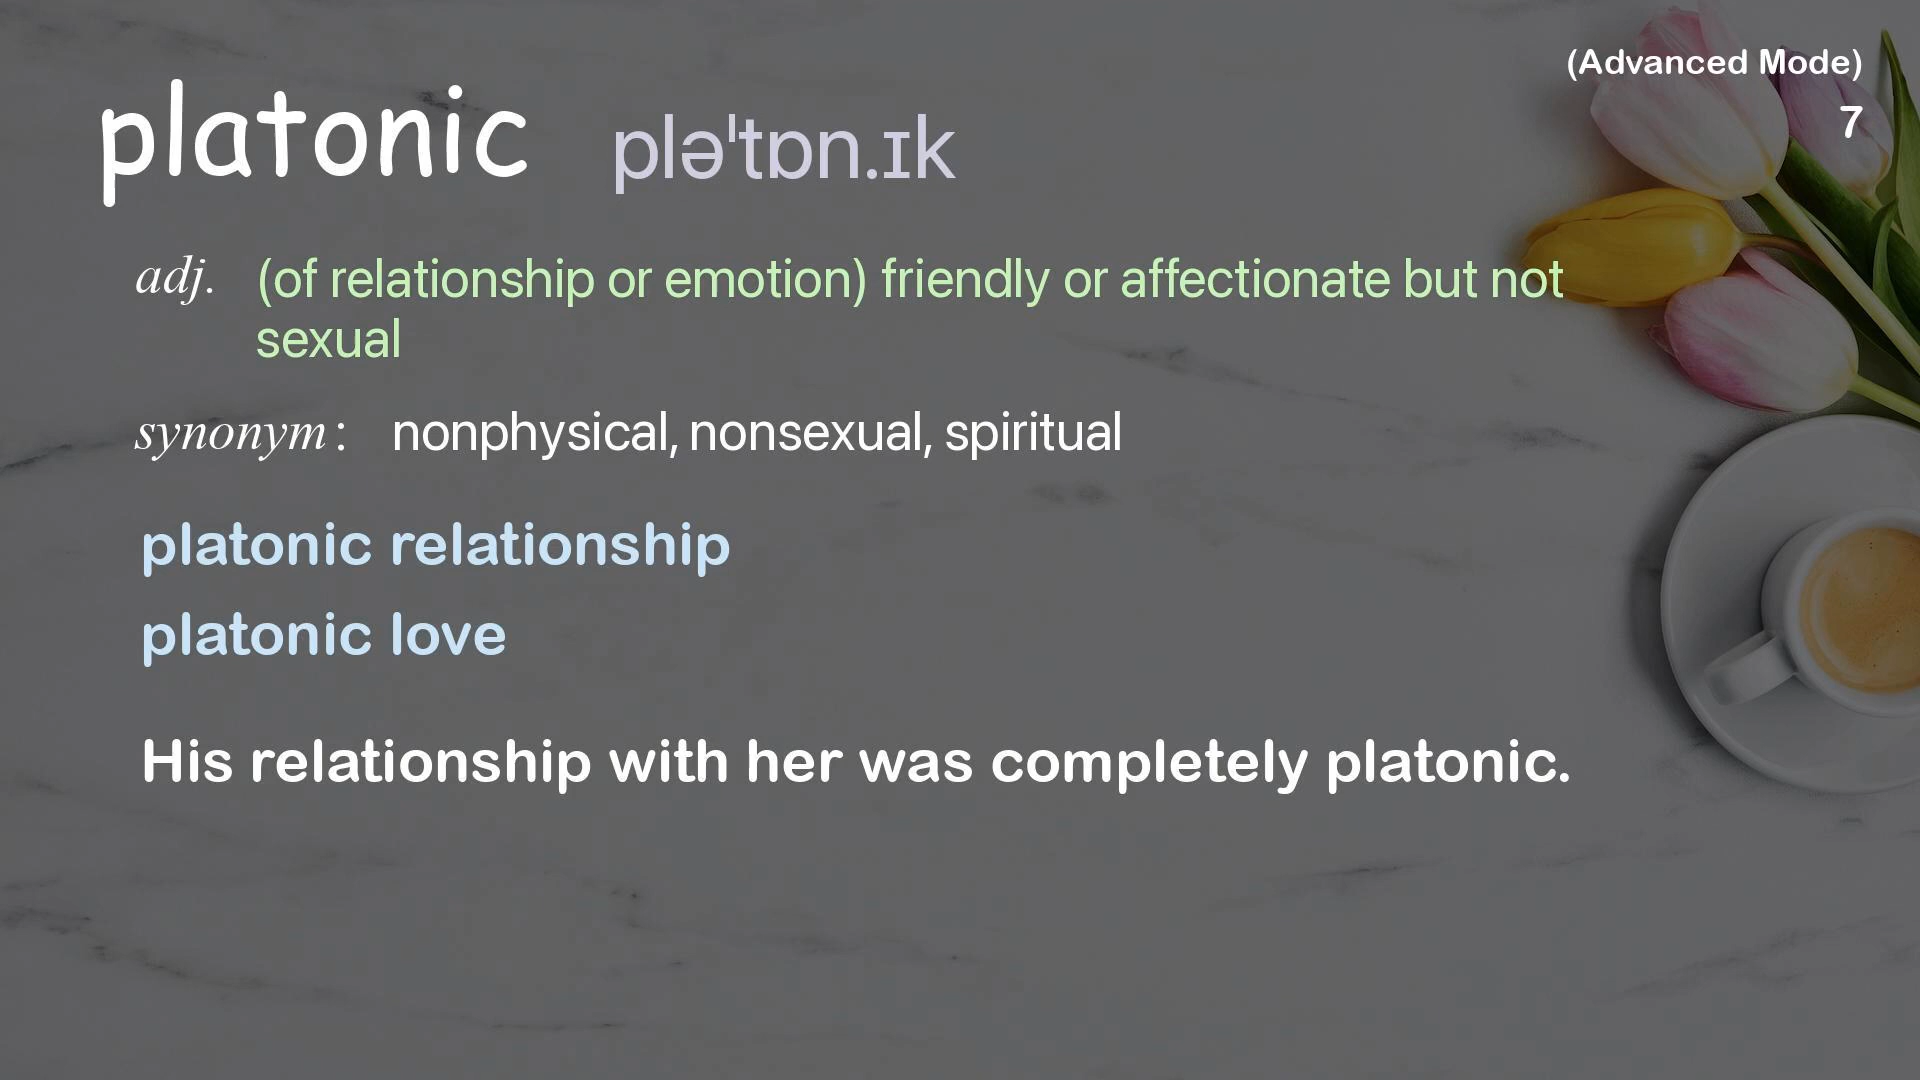 (Advanced Mode)
7
platonic plə'tɒn.ɪk
adj. (of relationship or emotion) friendly or affectionate but not
sexual
synonym: nonphysical, nonsexual, spiritual
platonic relationship
platonic love
His relationship with her was completely platonic.